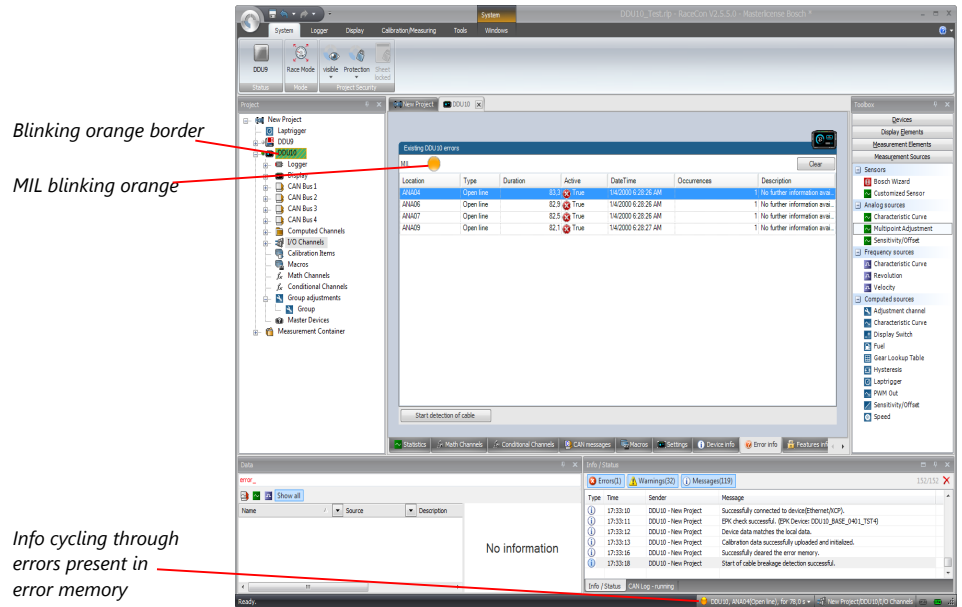 System
DDU10_Test.rlp - RaceCon V2.5.5.0 - Masterlicense Bosch *
System Logger Display Calibration/Measuring Tools Windows
DDU9 Race Mode visible Protection Sheet locked
Status Mode Project Security
Project
New Project
Laptrigger
DDU9
DDU10
Logger
Display
CAN Bus 1
CAN Bus 2
CAN Bus 3
CAN Bus 4
Computed Channels
I/O Channels
Calibration Items
Macros
Math Channels
Conditional Channels
Group adjustments
Group
Master Devices
Measurement Container
Blinking orange border
MIL blinking orange
Info cycling through
errors present in
error memory
New Project DDU10
Existing DDU10 errors
MIL Clear
Location Type Duration Active DateTime Occurrences Description
ANA04 Open line 83,3 True 1/4/2000 6:28:26 AM 1 No further information avai...
ANA06 Open line 82,9 True 1/4/2000 6:28:26 AM 1 No further information avai...
ANA07 Open line 82,5 True 1/4/2000 6:28:26 AM 1 No further information avai...
ANA09 Open line 82,1 True 1/4/2000 6:28:27 AM 1 No further information avai...
Start detection of cable
Statistics Math Channels Conditional Channels CAN messages Macros Settings Device info Error info Features inf
Toolbox
Devices
Display Elements
Measurement Elements
Measurement Sources
Sensors
Bosch Wizard
Customized Sensor
Analog sources
Characteristic Curve
Multipoint Adjustment
Sensitivity/Offset
Frequency sources
Characteristic Curve
Revolution
Velocity
Computed sources
Adjustment channel
Characteristic Curve
Display Switch
Fuel
Gear Lookup Table
Hysteresis
Laptrigger
PWM Out
Sensitivity/Offset
Speed
Data
error_
Show all
Name Source Description
No information
Info / Status
Errors(1) Warnings(32) Messages(119) 152/152
Type Time Sender Message
17:33:10 DDU10 - New Project Successfully connected to device(Ethernet/XCP).
17:33:11 DDU10 - New Project EPK check successful. (EPK Device: DDU10_BASE_0401_TST4)
17:33:12 DDU10 - New Project Device data matches the local data.
17:33:13 DDU10 - New Project Calibration data successfully uploaded and initialized.
17:33:16 DDU10 - New Project Successfully cleared the error memory.
17:33:18 DDU10 - New Project Start of cable breakage detection successful.
Info / Status CAN Log - running
Ready.
DDU10, ANA04(Open line), for 78,0 s
New Project/DDU10/I/O Channels